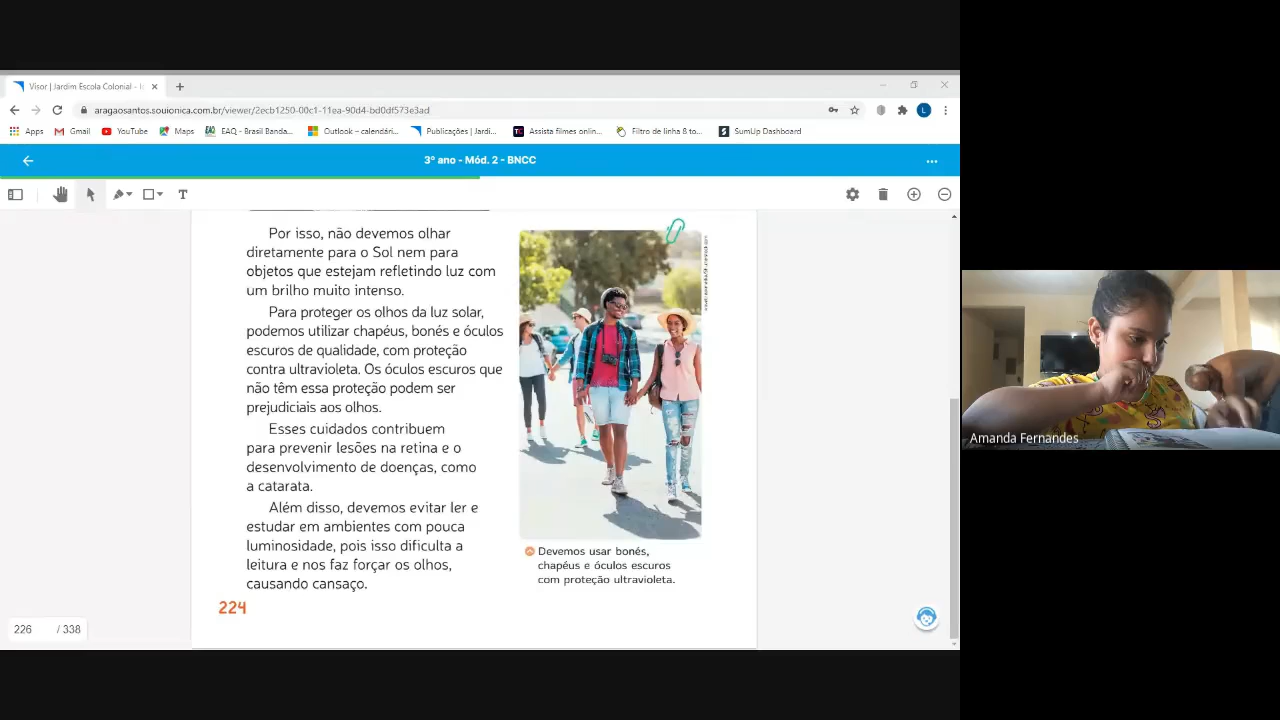 Visor | Jardim Escola Colonial - I
aragaosantos.souionica.com.br/viewer/2ecb1250-00c1-11ea-90d4-bd0df573e3ad
L
Apps Gmail YouTube Maps EAQ - Brasil Banda... Outlook – calendári... Publicações | Jardi... Assista filmes onlin... Filtro de linha 8 to... SumUp Dashboard
3º ano - Mód. 2 - BNCC
T
Por isso, não devemos olhar
diretamente para o Sol nem para
objetos que estejam refletindo luz com
um brilho muito intenso.
Para proteger os olhos da luz solar,
podemos utilizar chapéus, bonés e óculos
escuros de qualidade, com proteção
contra ultravioleta. Os óculos escuros que
não têm essa proteção podem ser
prejudiciais aos olhos.
Esses cuidados contribuem
para prevenir lesões na retina e o
desenvolvimento de doenças, como
a catarata.
Além disso, devemos evitar ler e
estudar em ambientes com pouca
luminosidade, pois isso dificulta a
leitura e nos faz forçar os olhos,
causando cansaço.
Devemos usar bonés,
chapéus e óculos escuros
com proteção ultravioleta.
224
226 / 338
Amanda Fernandes